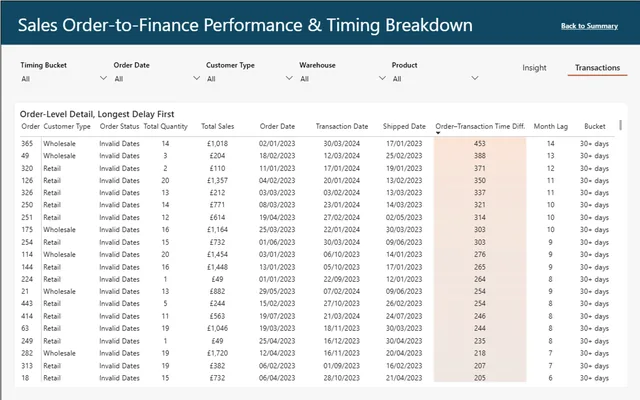 Sales Order-to-Finance Performance & Timing Breakdown
Back to Summary
Timing Bucket Order Date Customer Type Warehouse Product
All All All All All
Insight Transactions
Order-Level Detail, Longest Delay First
Order Customer Type Order Status Total Quantity Total Sales Order Date Transaction Date Shipped Date Order–Transaction Time Diff. Month Lag Bucket
365 Wholesale Invalid Dates 14 £1,018 02/01/2023 30/03/2024 17/01/2023 453 14 30+ days
49 Wholesale Invalid Dates 3 £204 18/02/2023 12/03/2024 25/02/2023 388 13 30+ days
320 Retail Invalid Dates 2 £110 11/01/2023 17/01/2024 19/01/2023 371 12 30+ days
126 Retail Invalid Dates 20 £1,357 04/02/2023 20/01/2024 13/02/2023 350 11 30+ days
326 Retail Invalid Dates 13 £212 03/03/2023 03/02/2024 13/03/2023 337 11 30+ days
250 Retail Invalid Dates 14 £771 08/03/2023 23/01/2024 14/03/2023 321 10 30+ days
251 Retail Invalid Dates 12 £614 19/04/2023 27/02/2024 02/05/2023 314 10 30+ days
175 Wholesale Invalid Dates 16 £1,164 25/03/2023 22/01/2024 30/03/2023 303 10 30+ days
254 Retail Invalid Dates 15 £732 01/06/2023 30/03/2024 09/06/2023 303 9 30+ days
114 Wholesale Invalid Dates 20 £1,454 03/01/2023 06/10/2023 14/01/2023 276 9 30+ days
144 Retail Invalid Dates 16 £1,448 13/01/2023 05/10/2023 17/01/2023 265 9 30+ days
224 Retail Invalid Dates 1 £49 01/01/2023 22/09/2023 12/01/2023 264 8 30+ days
21 Wholesale Invalid Dates 13 £882 29/05/2023 07/02/2024 09/06/2023 254 9 30+ days
443 Retail Invalid Dates 5 £244 15/02/2023 27/10/2023 26/02/2023 254 8 30+ days
414 Retail Invalid Dates 11 £563 19/07/2023 21/03/2024 24/07/2023 246 8 30+ days
63 Retail Invalid Dates 19 £1,046 19/03/2023 18/11/2023 30/03/2023 244 8 30+ days
249 Retail Invalid Dates 1 £49 25/04/2023 16/12/2023 30/04/2023 235 8 30+ days
282 Wholesale Invalid Dates 19 £1,720 12/04/2023 16/11/2023 20/04/2023 218 7 30+ days
313 Retail Invalid Dates 19 £382 06/02/2023 01/09/2023 16/02/2023 207 7 30+ days
18 Retail Invalid Dates 15 £732 06/04/2023 28/10/2023 21/04/2023 205 6 30+ days